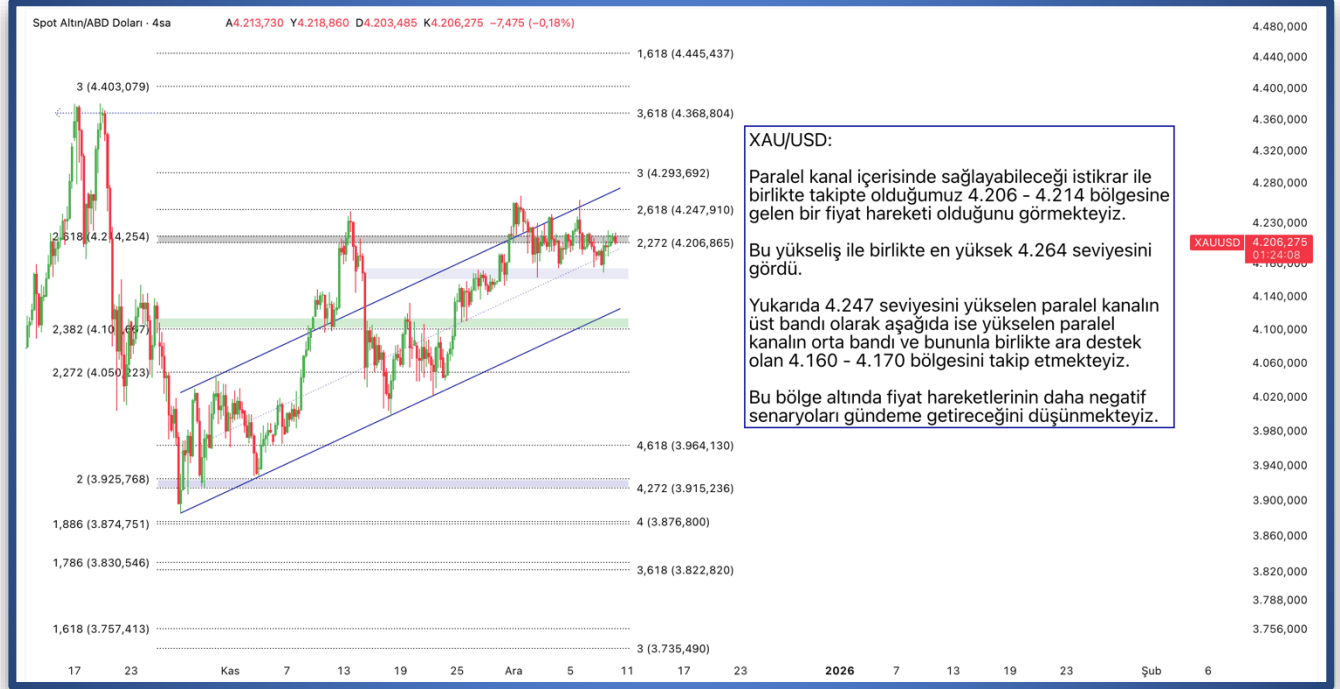 Spot Altın/ABD Doları · 4sa A4.213,730 Y4.218,860 D4.203,485 K4.206,275 −7,475 (−0,18%)
1,618 (4.445,437)
3 (4.403,079)
3,618 (4.368,804)
3 (4.293,692)
2,618 (4.247,910)
2,618 (4.214,254)
2,272 (4.206,865)
2,382 (4.101,667)
2,272 (4.050,223)
4,618 (3.964,130)
2 (3.925,768)
4,272 (3.915,236)
1,886 (3.874,751)
4 (3.876,800)
1,786 (3.830,546)
3,618 (3.822,820)
1,618 (3.757,413)
3 (3.735,490)
XAU/USD:
Paralel kanal içerisinde sağlayabileceği istikrar ile
birlikte takipte olduğumuz 4.206 - 4.214 bölgesine
gelen bir fiyat hareketi olduğunu görmekteyiz.
Bu yükseliş ile birlikte en yüksek 4.264 seviyesini
gördü.
Yukarıda 4.247 seviyesini yükselen paralel kanalın
üst bandı olarak aşağıda ise yükselen paralel
kanalın orta bandı ve bununla birlikte ara destek
olan 4.160 - 4.170 bölgesini takip etmekteyiz.
Bu bölge altında fiyat hareketlerinin daha negatif
senaryoları gündeme getireceğini düşünmekteyiz.
4.480,000
4.440,000
4.400,000
4.360,000
4.320,000
4.280,000
4.230,000
XAUUSD 4.206,275
01:24:08
4.180,000
4.140,000
4.100,000
4.060,000
4.020,000
3.980,000
3.940,000
3.900,000
3.860,000
3.820,000
3.788,000
3.756,000
17 23 Kas 7 13 19 25 Ara 5 11 17 23 2026 7 13 19 23 Şub 6